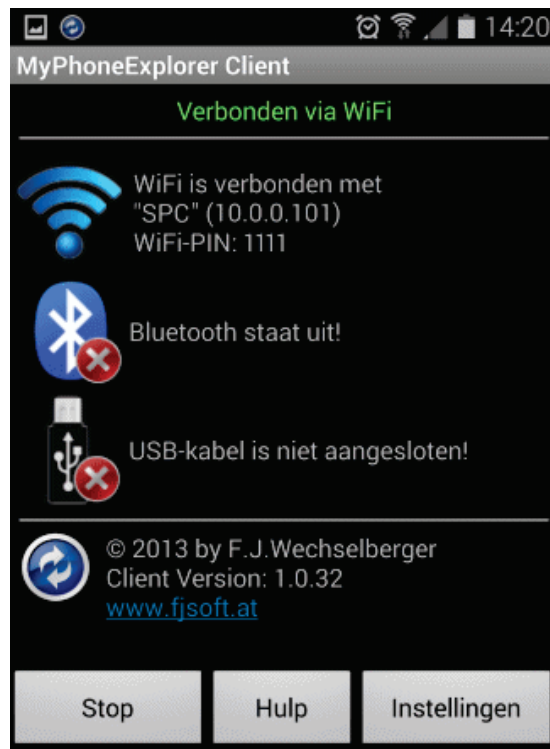 14:20
MyPhoneExplorer Client
Verbonden via WiFi
WiFi is verbonden met
"SPC" (10.0.0.101)
WiFi-PIN: 1111
Bluetooth staat uit!
USB-kabel is niet aangesloten!
© 2013 by F.J.Wechselberger
Client Version: 1.0.32
www.fjsoft.at
Stop Hulp Instellingen